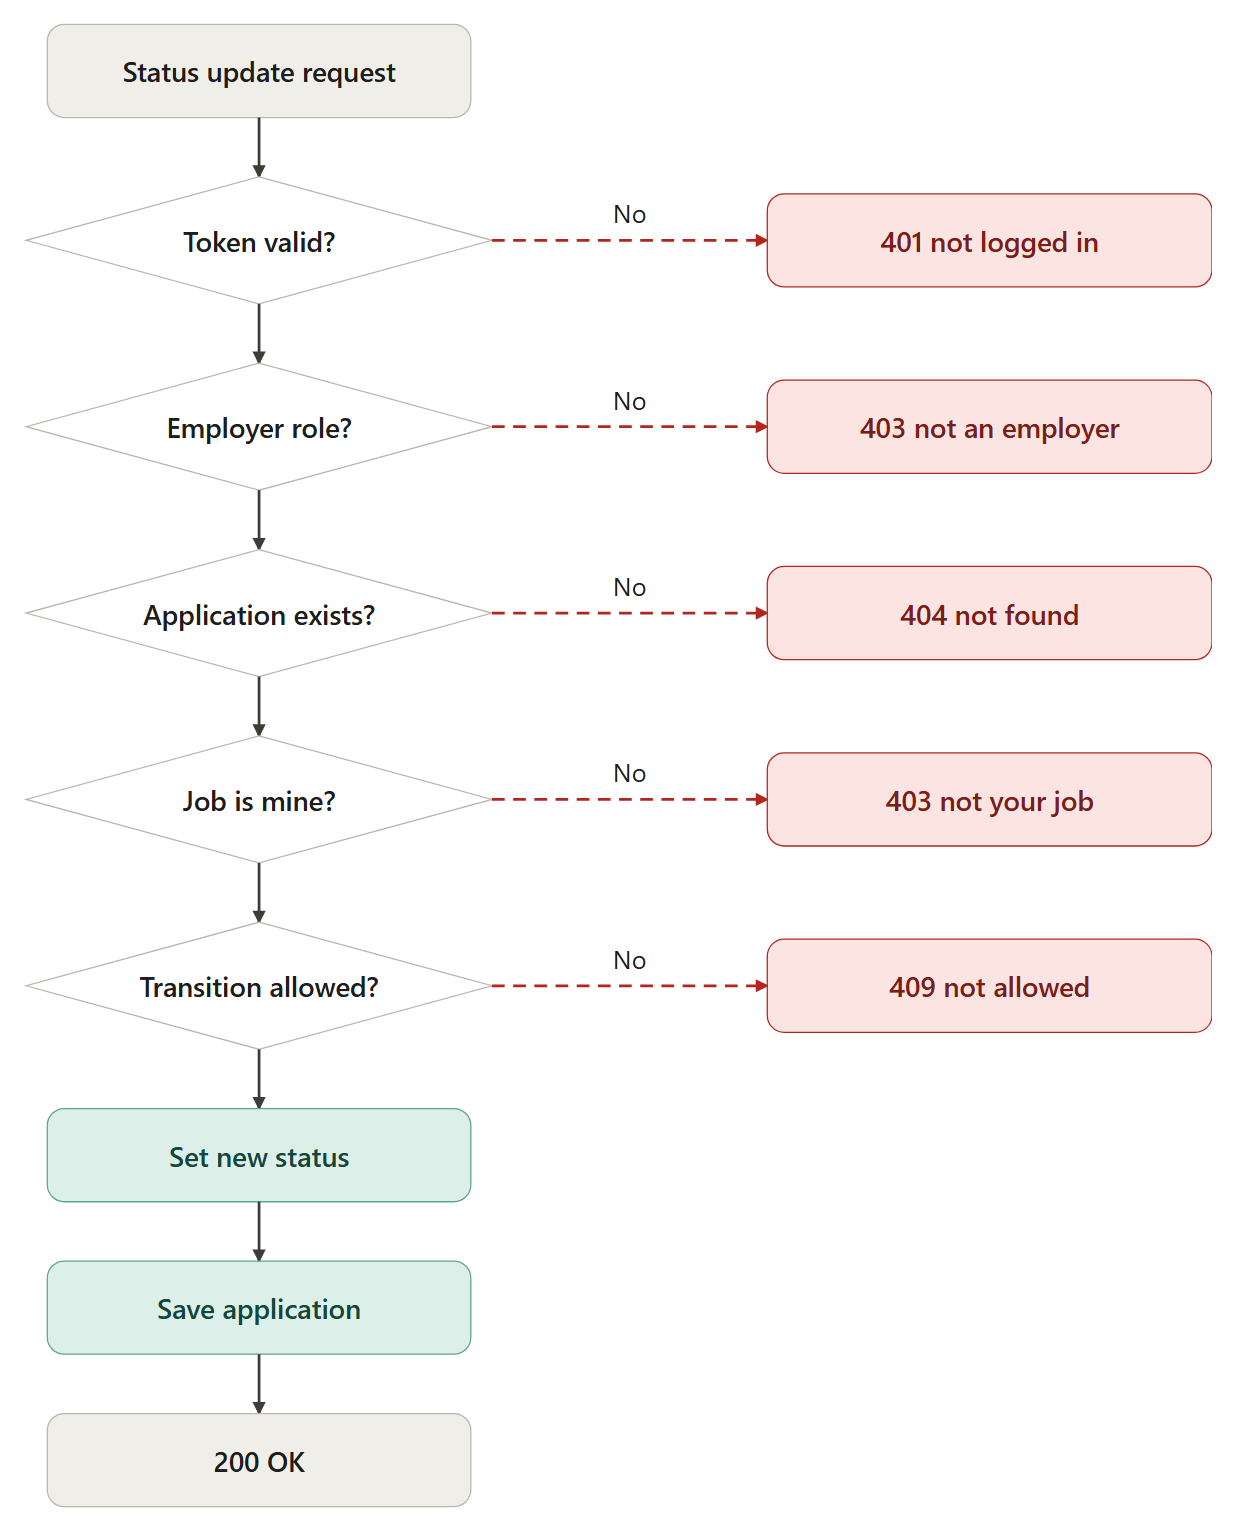 Status update request
Token valid?
No
401 not logged in
Employer role?
No
403 not an employer
Application exists?
No
404 not found
Job is mine?
No
403 not your job
Transition allowed?
No
409 not allowed
Set new status
Save application
200 OK